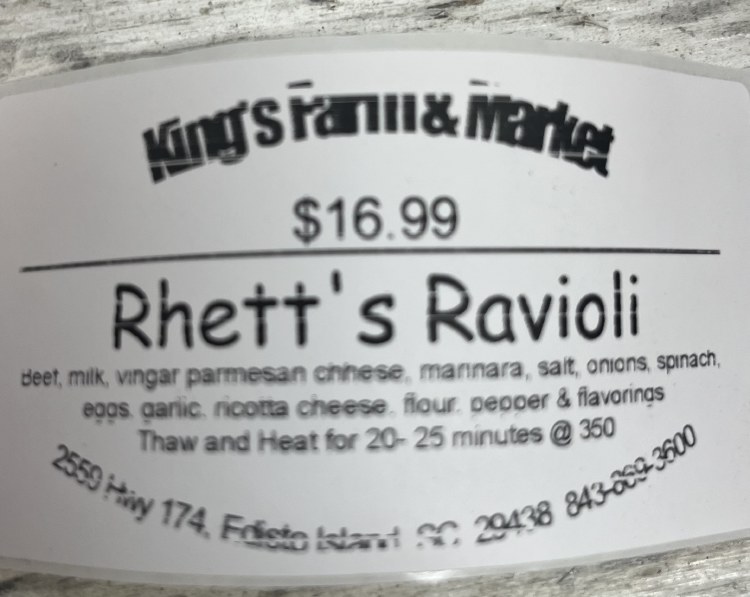 King's Farm & Market
$16.99
Rhett's Ravioli
Beef, milk, vingar parmesan chhese, marinara, salt, onions, spinach,
eggs, garlic, ricotta cheese, flour, pepper & flavorings
Thaw and Heat for 20- 25 minutes @ 350
2559 Hwy 174, Edisto Island SC 29438 843-869-3600